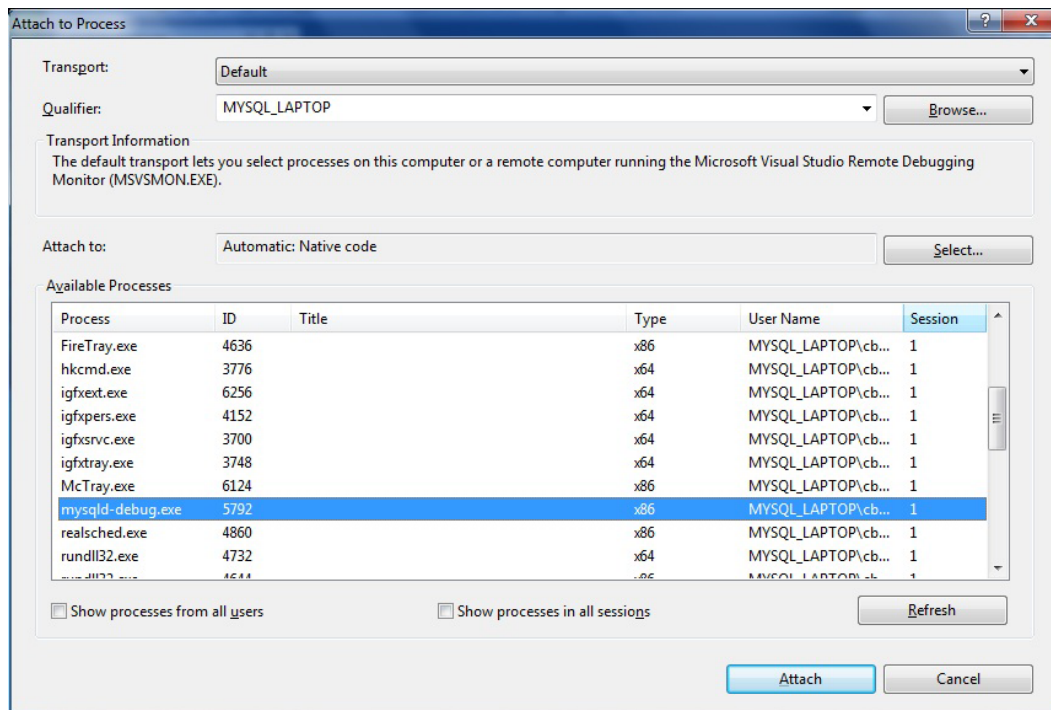 Attach to Process
Transport:
Default
Qualifier:
MYSQL_LAPTOP
Browse...
Transport Information
The default transport lets you select processes on this computer or a remote computer running the Microsoft Visual Studio Remote Debugging
Monitor (MSVSMON.EXE).
Attach to:
Automatic: Native code
Select...
Available Processes
Process ID Title Type User Name Session
FireTray.exe 4636 x86 MYSQL_LAPTOP\cb... 1
hkcmd.exe 3776 x64 MYSQL_LAPTOP\cb... 1
igfxext.exe 6256 x64 MYSQL_LAPTOP\cb... 1
igfxpers.exe 4152 x64 MYSQL_LAPTOP\cb... 1
igfxsrvc.exe 3700 x64 MYSQL_LAPTOP\cb... 1
igfxtray.exe 3748 x64 MYSQL_LAPTOP\cb... 1
McTray.exe 6124 x86 MYSQL_LAPTOP\cb... 1
mysqld-debug.exe 5792 x86 MYSQL_LAPTOP\cb... 1
realsched.exe 4860 x86 MYSQL_LAPTOP\cb... 1
rundll32.exe 4732 x64 MYSQL_LAPTOP\cb... 1
Show processes from all users
Show processes in all sessions
Refresh
Attach
Cancel